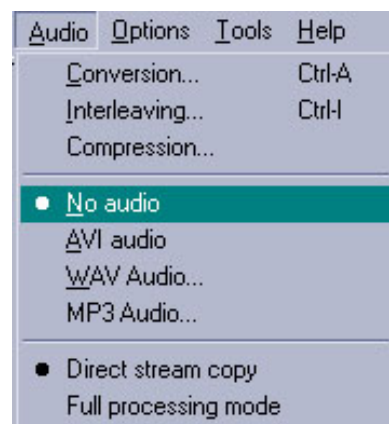 Audio Options Tools Help
Conversion... Ctrl-A
Interleaving... Ctrl-I
Compression...
No audio
AVI audio
WAV Audio...
MP3 Audio...
Direct stream copy
Full processing mode